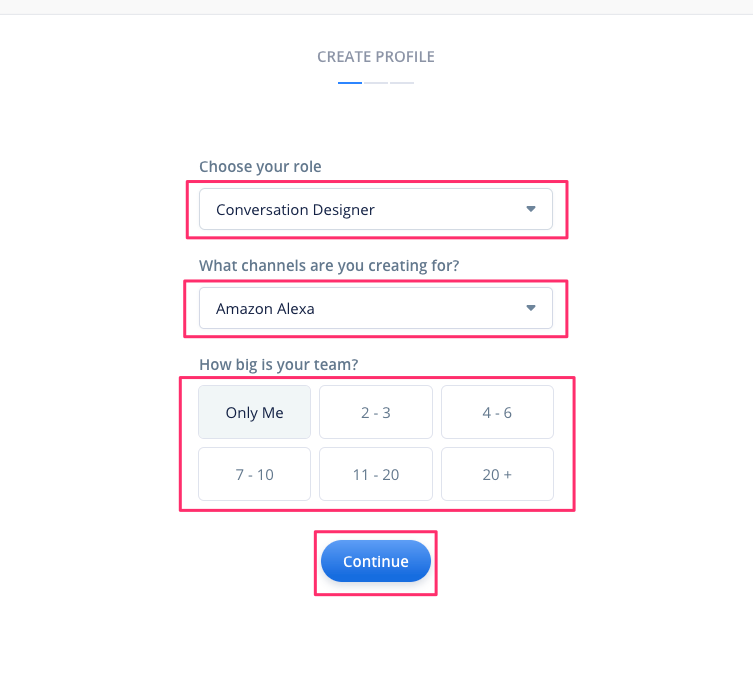 CREATE PROFILE
Choose your role
Conversation Designer
What channels are you creating for?
Amazon Alexa
How big is your team?
Only Me 2 - 3 4 - 6
7 - 10 11 - 20 20 +
Continue